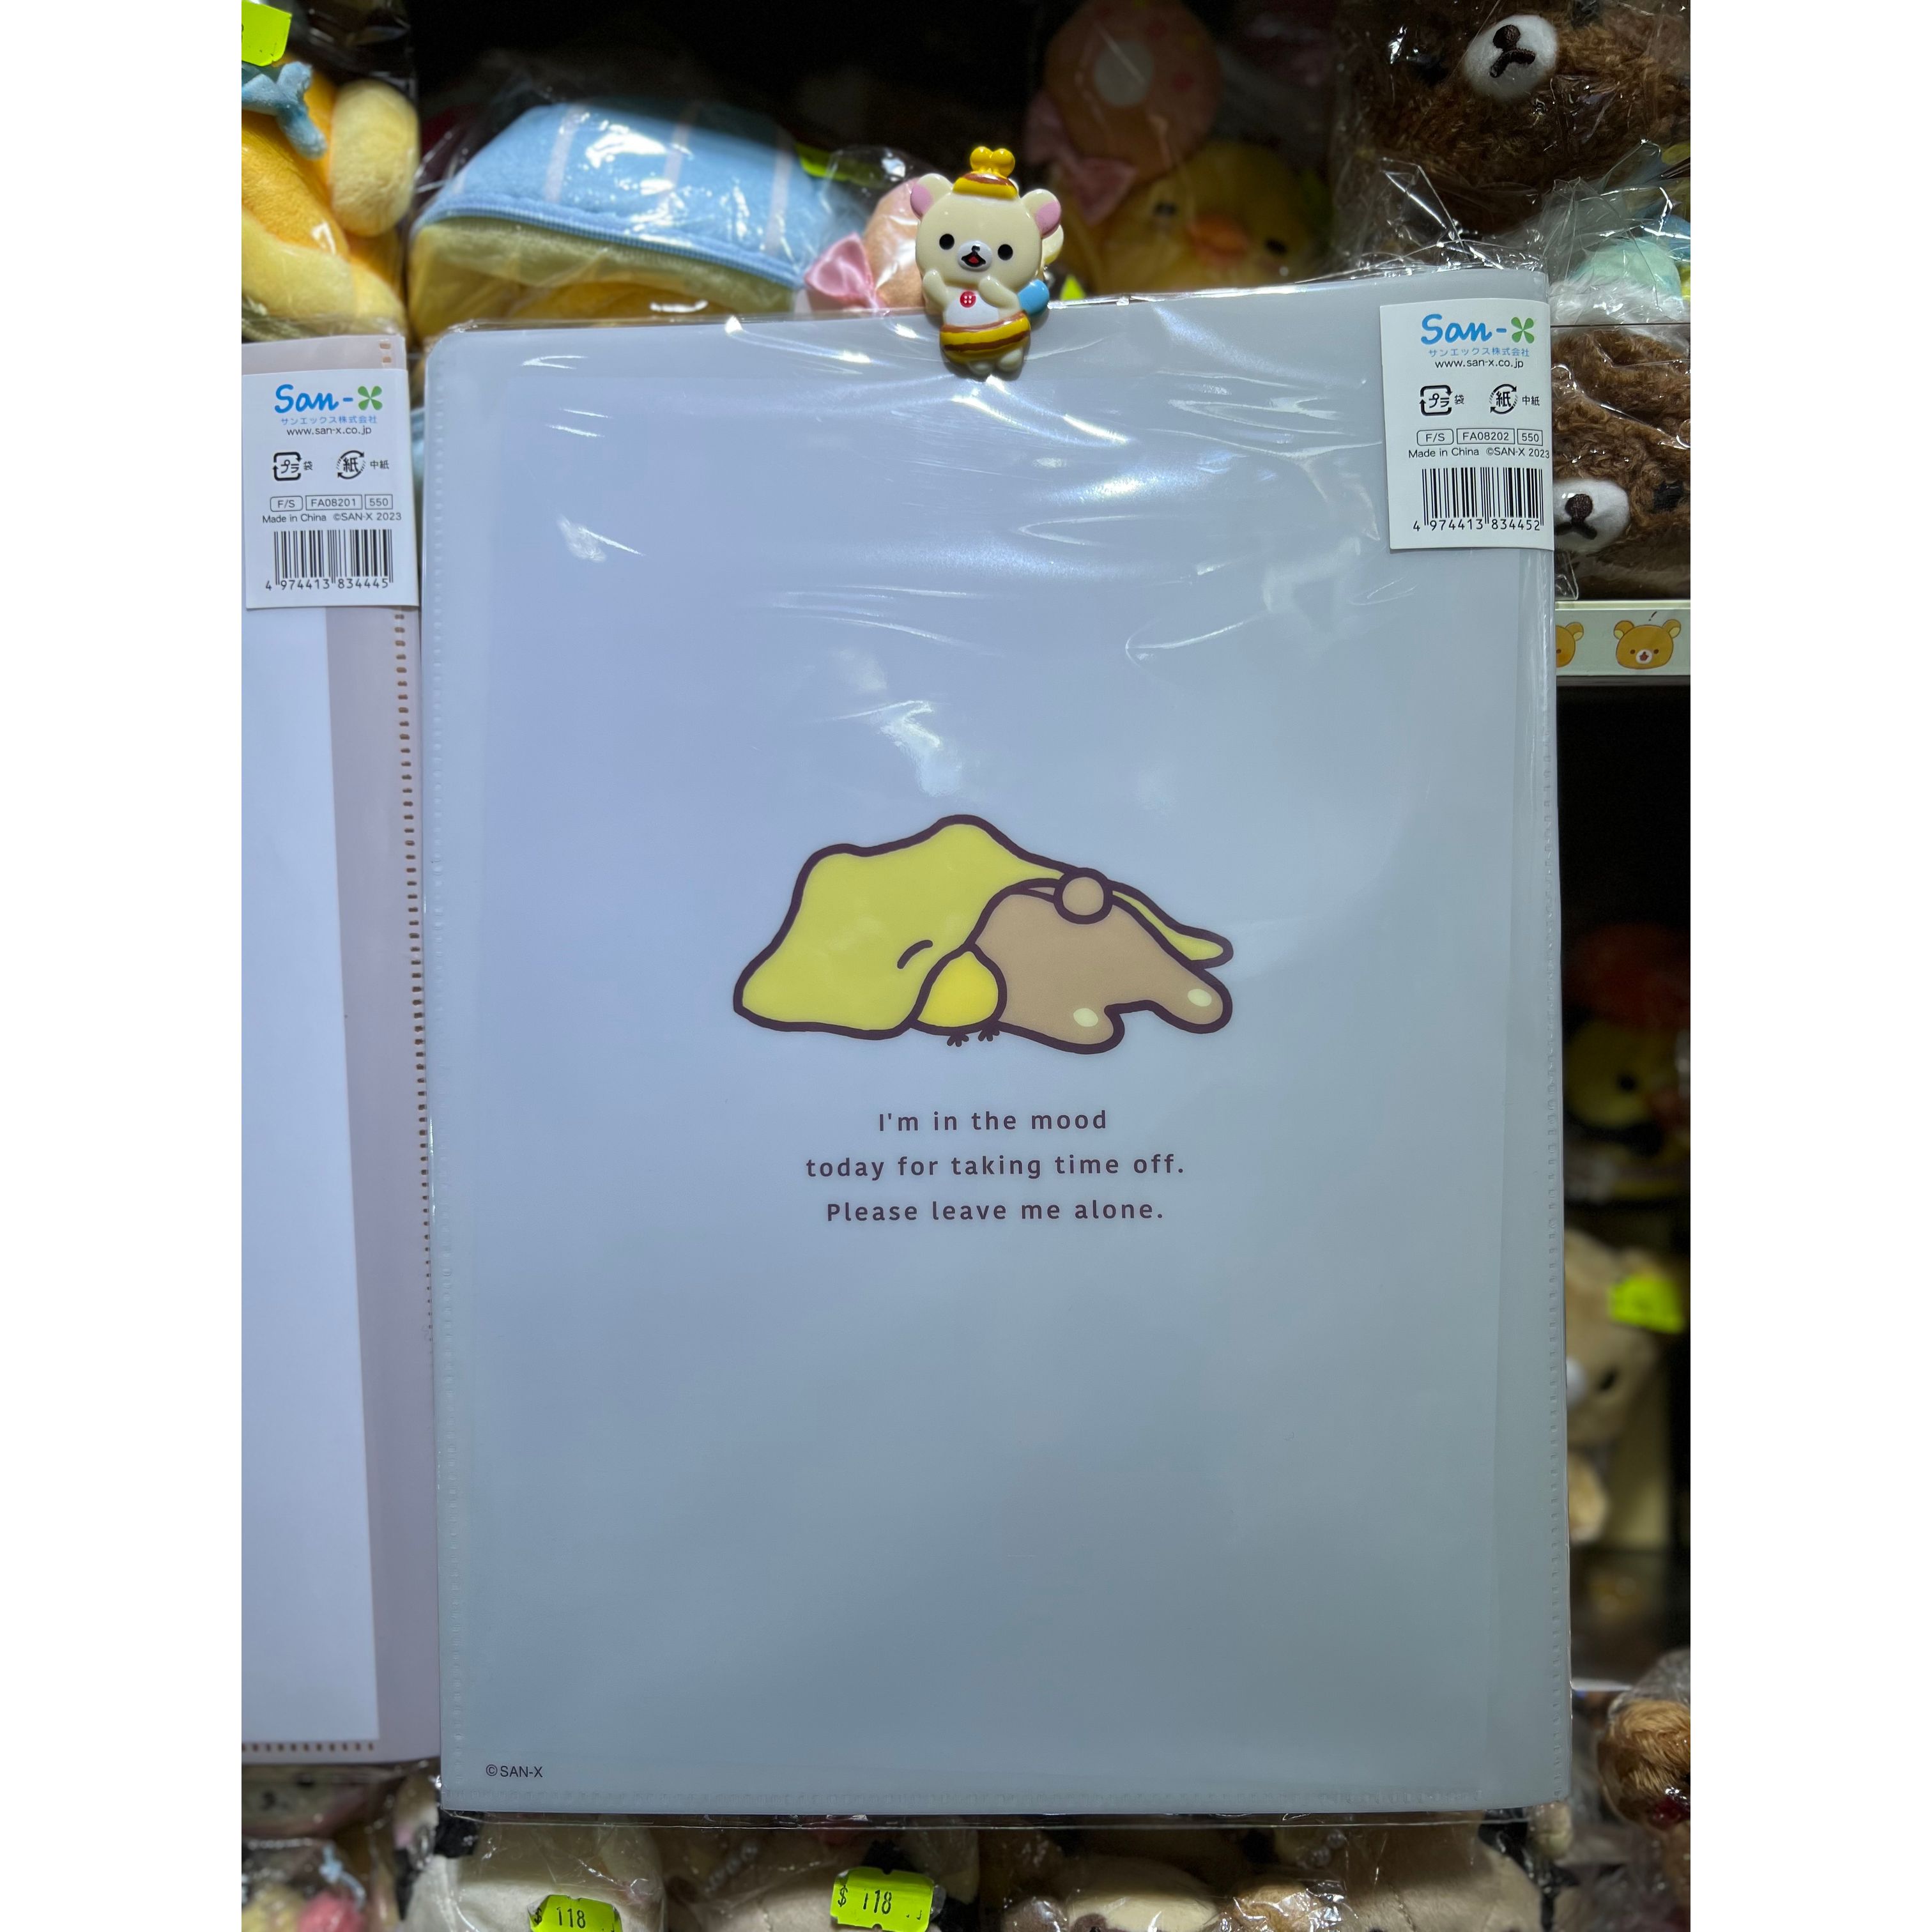 San-X
サンエックス株式会社
www.san-x.co.jp
プラ 袋 紙 中紙
F/S FA08201 550
Made in China ©SAN-X 2023
4 974413 834445
San-X
サンエックス株式会社
www.san-x.co.jp
プラ 袋 紙 中紙
F/S FA08202 550
Made in China ©SAN-X 2023
4 974413 834452
I'm in the mood
today for taking time off.
Please leave me alone.
©SAN-X
$ 118
$ 118